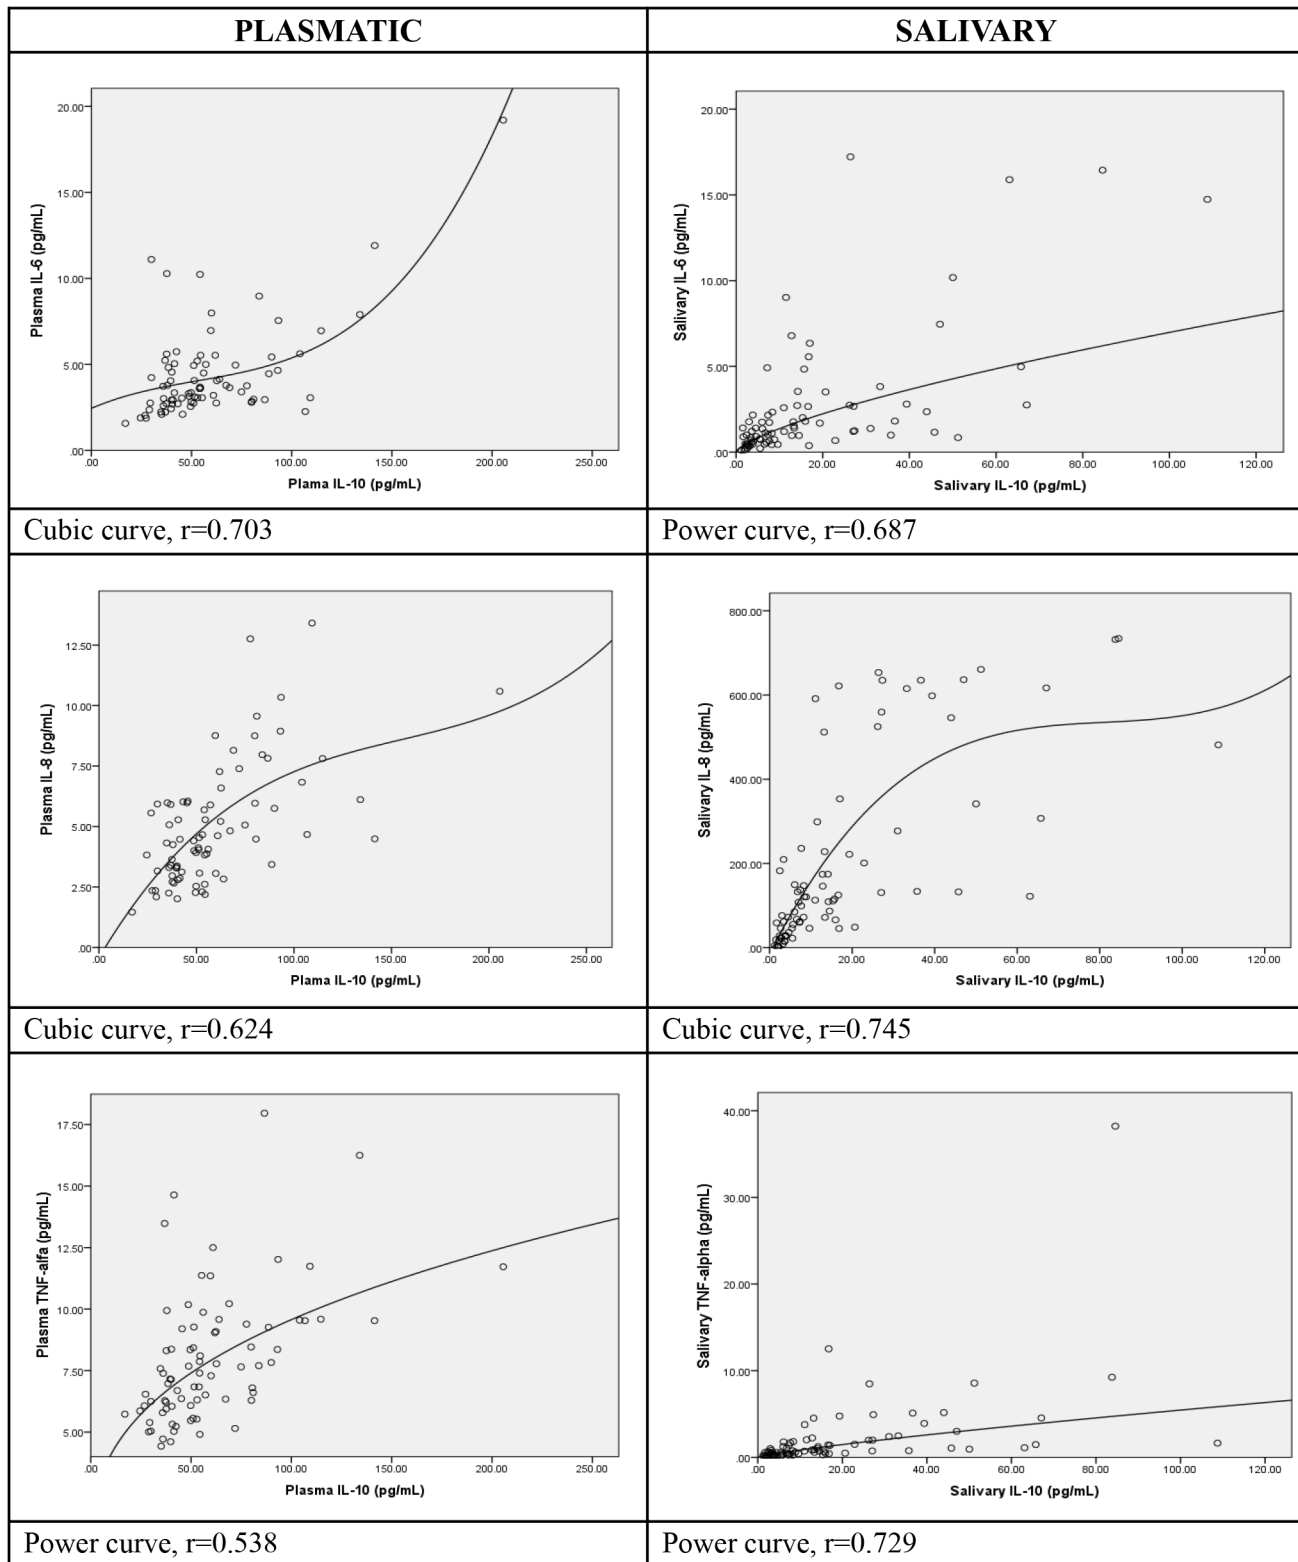 PLASMATIC
SALIVARY
20.00
15.00
10.00
5.00
.00
Plasma IL-6 (pg/mL)
.00 50.00 100.00 150.00 200.00 250.00
Plama IL-10 (pg/mL)
20.00
15.00
10.00
5.00
.00
Salivary IL-6 (pg/mL)
.00 20.00 40.00 60.00 80.00 100.00 120.00
Salivary IL-10 (pg/mL)
Cubic curve, r=0.703
Power curve, r=0.687
12.50
10.00
7.50
5.00
2.50
.00
Plasma IL-8 (pg/mL)
.00 50.00 100.00 150.00 200.00 250.00
Plama IL-10 (pg/mL)
800.00
600.00
400.00
200.00
.00
Salivary IL-8 (pg/mL)
.00 20.00 40.00 60.00 80.00 100.00 120.00
Salivary IL-10 (pg/mL)
Cubic curve, r=0.624
Cubic curve, r=0.745
17.50
15.00
12.50
10.00
7.50
5.00
Plasma TNF-alfa (pg/mL)
.00 50.00 100.00 150.00 200.00 250.00
Plasma IL-10 (pg/mL)
40.00
30.00
20.00
10.00
.00
Salivary TNF-alpha (pg/mL)
.00 20.00 40.00 60.00 80.00 100.00 120.00
Salivary IL-10 (pg/mL)
Power curve, r=0.538
Power curve, r=0.729